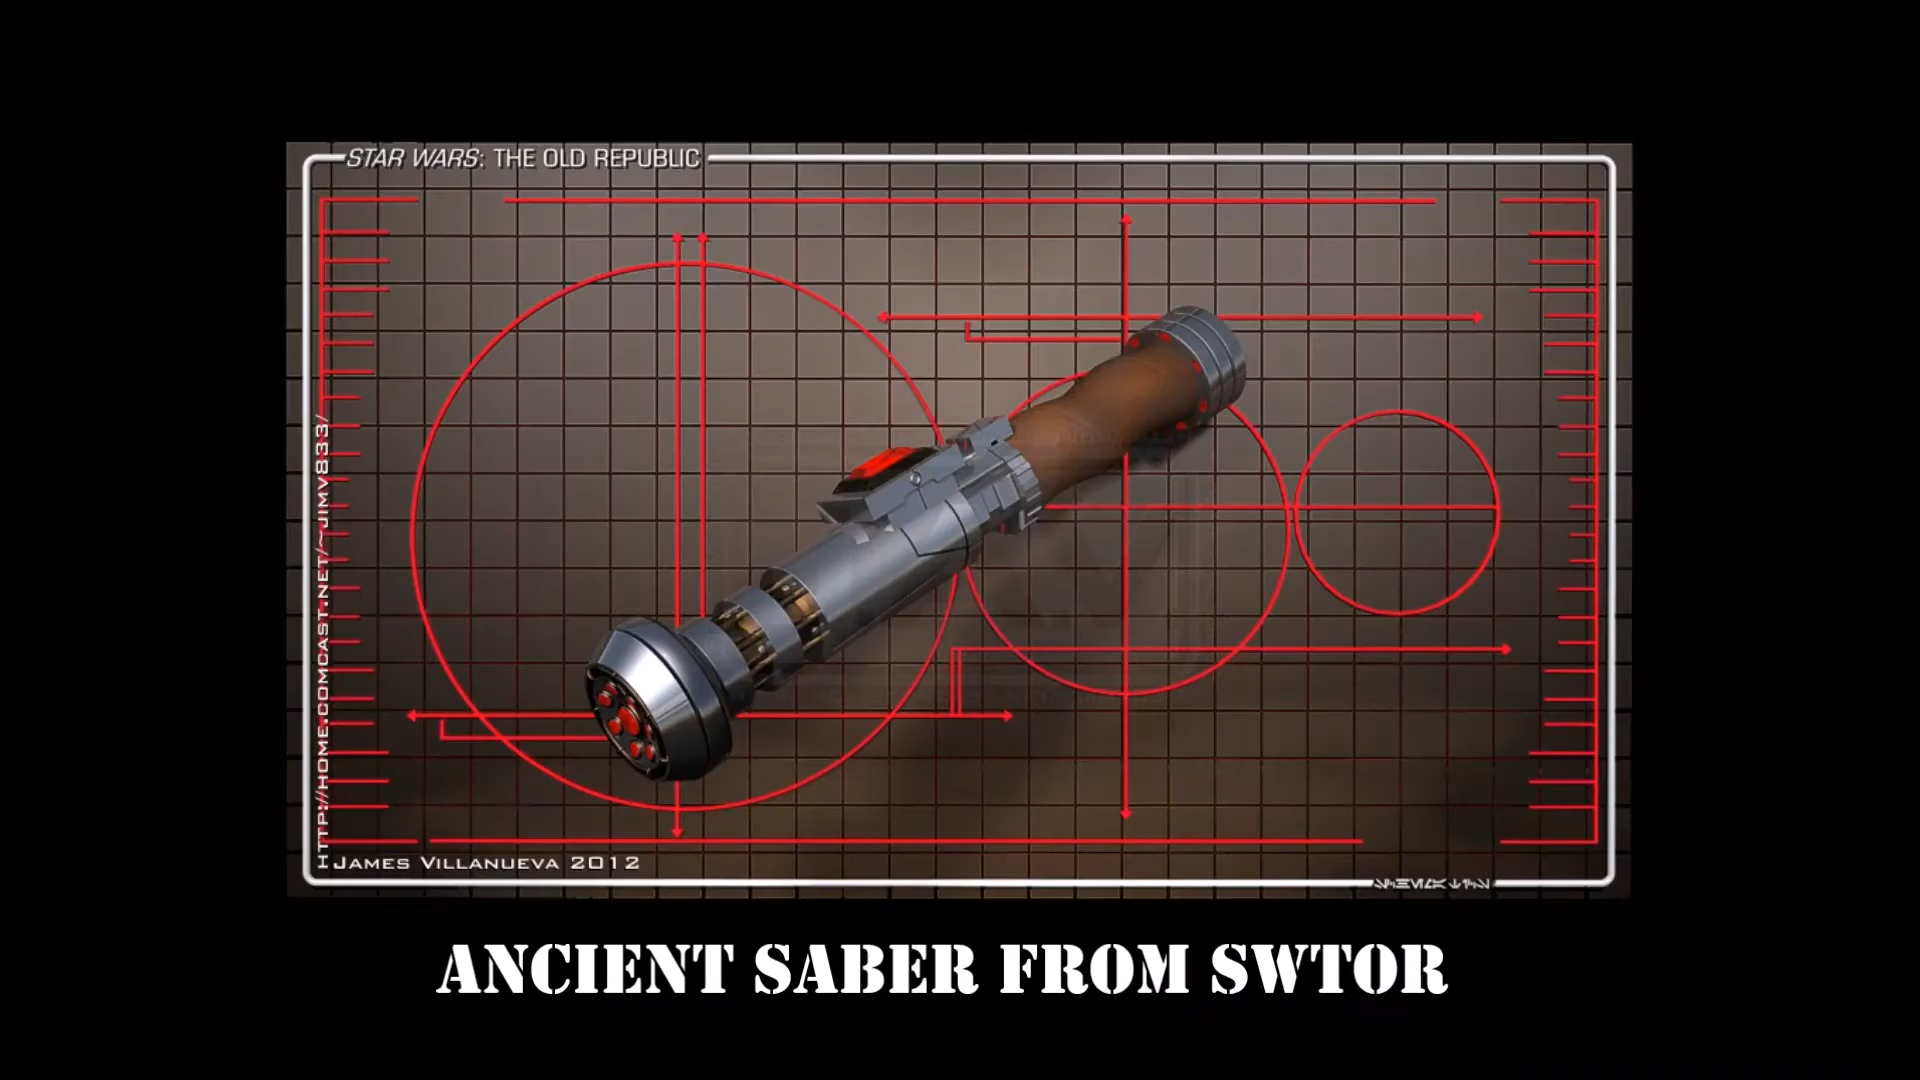 STAR WARS: THE OLD REPUBLIC
HTTP://HOME.COMCAST.NET/~JIMV833/
JAMES VILLANUEVA 2012
ANCIENT SABER FROM SWTOR